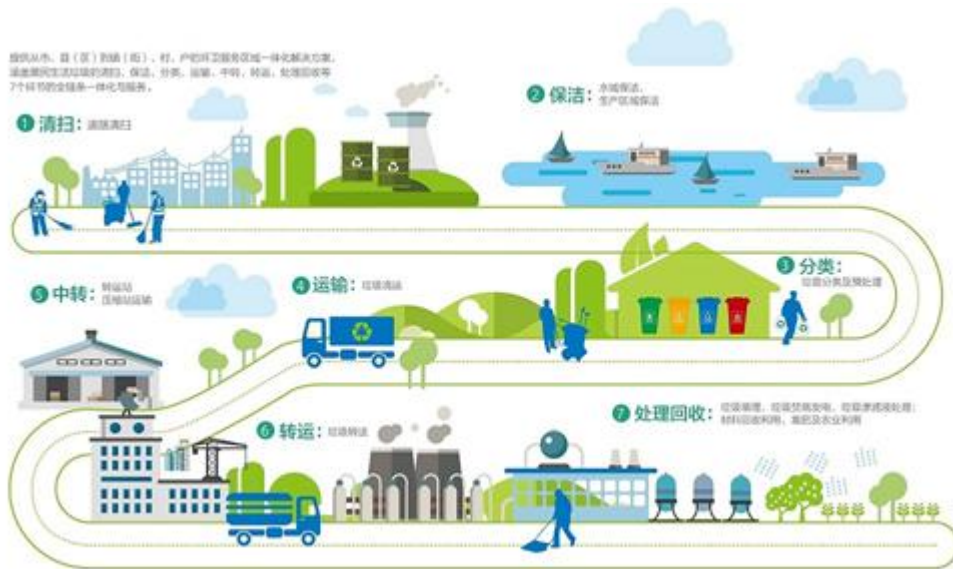 提供从市、县（区）到镇（街）、村、户的环卫服务区域一体化解决方案，
涵盖居民生活垃圾的清扫、保洁、分类、运输、中转、转运、处理回收等
7个环节的全链条一体化与服务。
1 清扫：道路清扫
2 保洁：水域保洁、
生产区域保洁
3 分类：
垃圾分类及预处理
4 运输：垃圾清运
5 中转：转运站
压缩站运输
6 转运：垃圾转运
7 处理回收：垃圾填埋、垃圾焚烧发电、垃圾渗滤液处理；
材料回收利用、堆肥及农业利用